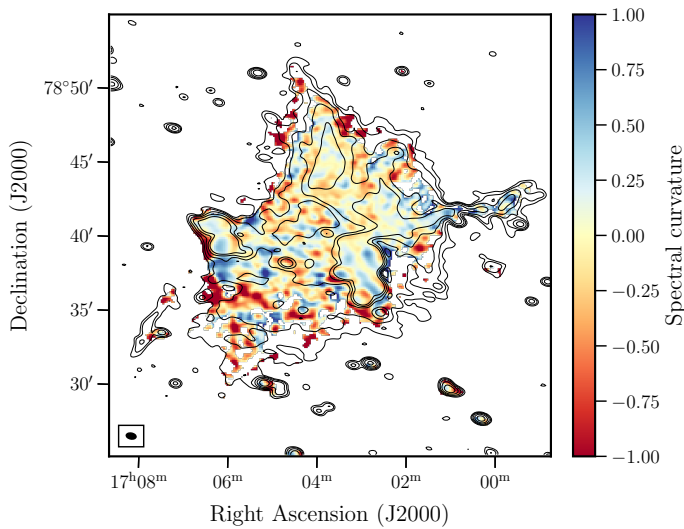 78°50′
45′
40′
35′
30′
Declination (J2000)
17ʰ08ᵐ
06ᵐ
04ᵐ
02ᵐ
00ᵐ
Right Ascension (J2000)
1.00
0.75
0.50
0.25
0.00
−0.25
−0.50
−0.75
−1.00
Spectral curvature